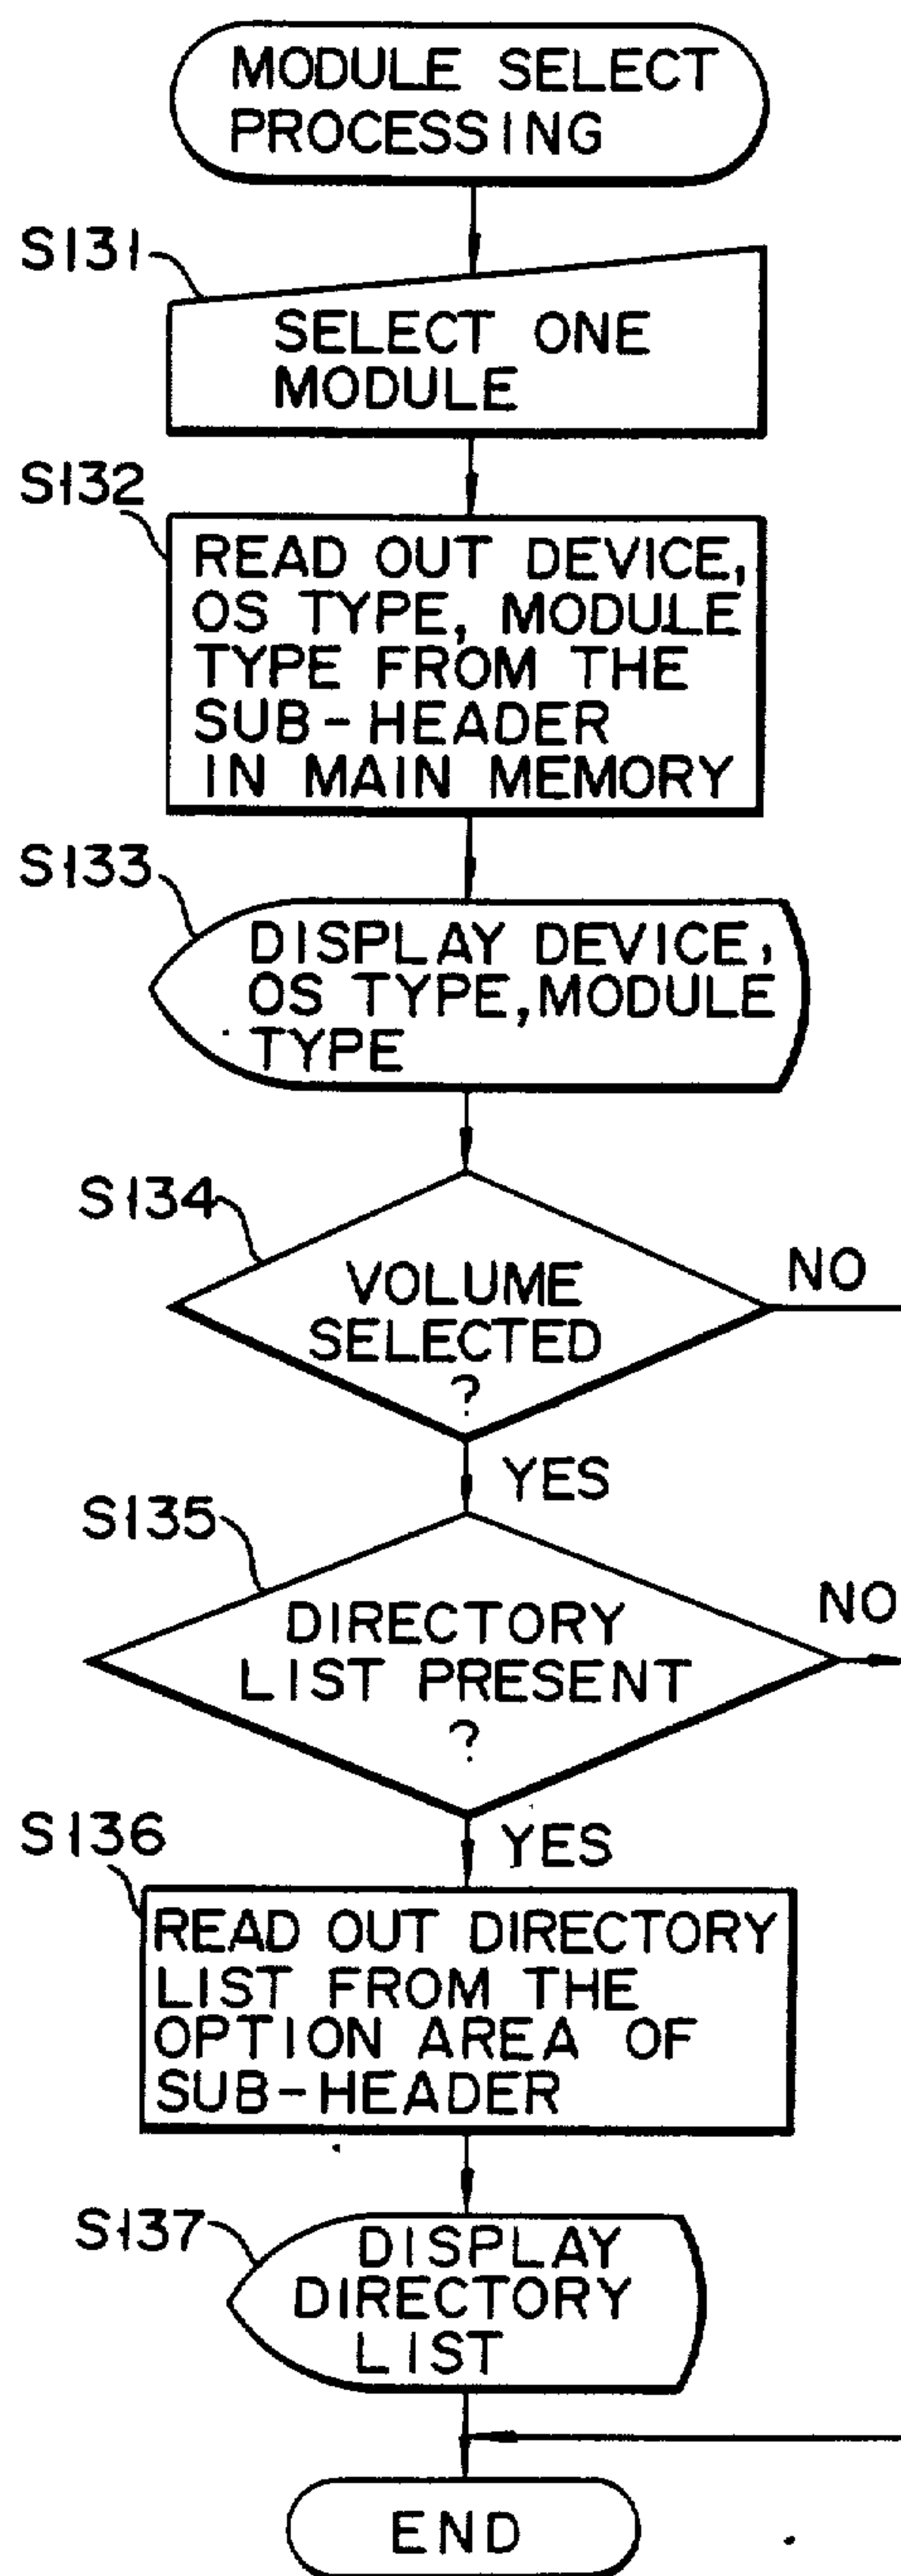 MODULE SELECT
PROCESSING
S131
SELECT ONE
MODULE
S132
READ OUT DEVICE,
OS TYPE, MODULE
TYPE FROM THE
SUB-HEADER
IN MAIN MEMORY
S133
DISPLAY DEVICE,
OS TYPE, MODULE
TYPE
S134
VOLUME
SELECTED
?
NO
YES
S135
DIRECTORY
LIST PRESENT
?
NO
YES
S136
READ OUT DIRECTORY
LIST FROM THE
OPTION AREA OF
SUB-HEADER
S137
DISPLAY
DIRECTORY
LIST
END